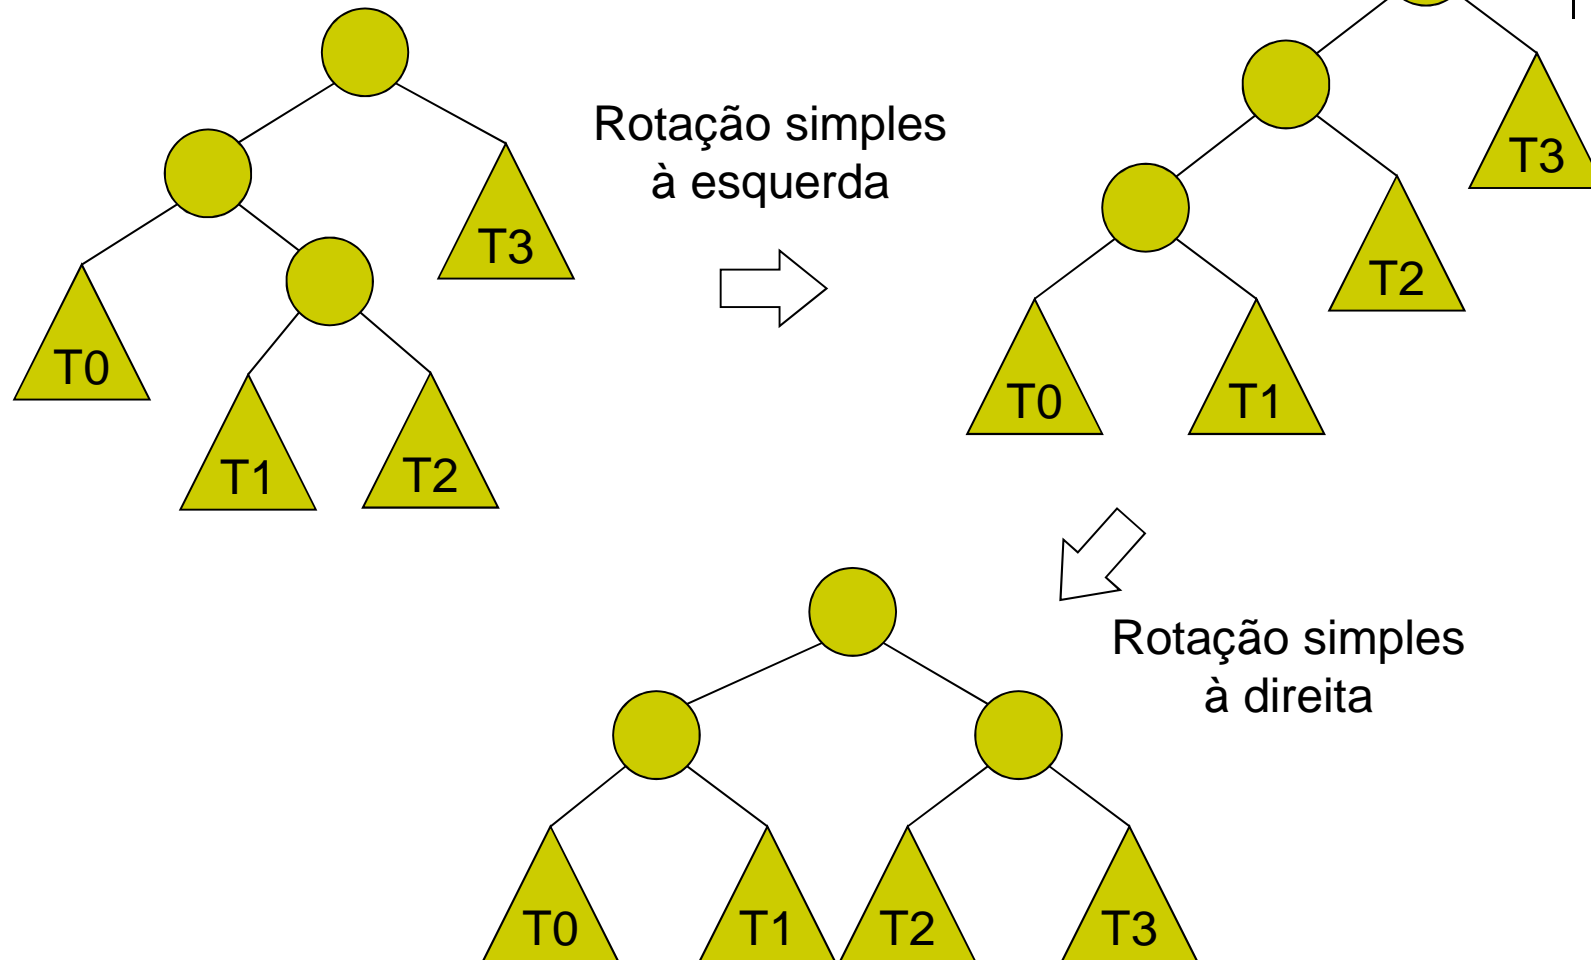 T3
T0
T1
T2
Rotação simples
à esquerda
T3
T2
T0
T1
Rotação simples
à direita
T0
T1
T2
T3